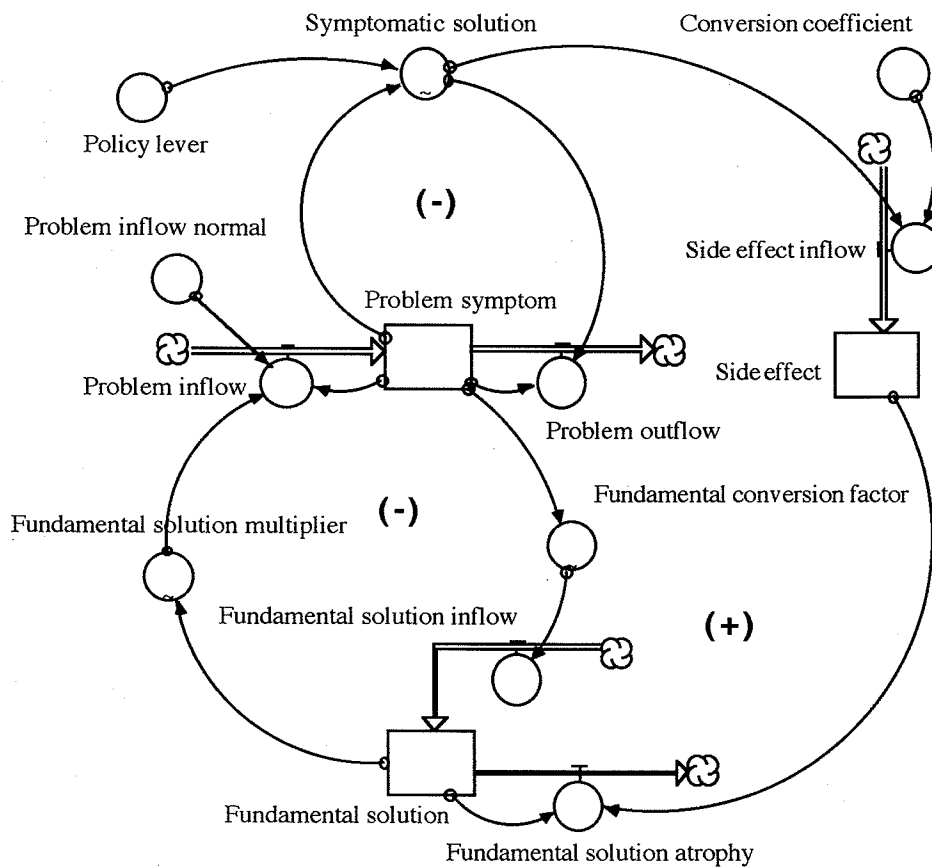 Symptomatic solution
Conversion coefficient
~
Policy lever
(-)
Problem inflow normal
Side effect inflow
Problem symptom
Problem inflow
Side effect
Problem outflow
Fundamental conversion factor
(-)
Fundamental solution multiplier
~
~
Fundamental solution inflow
(+)
Fundamental solution
Fundamental solution atrophy